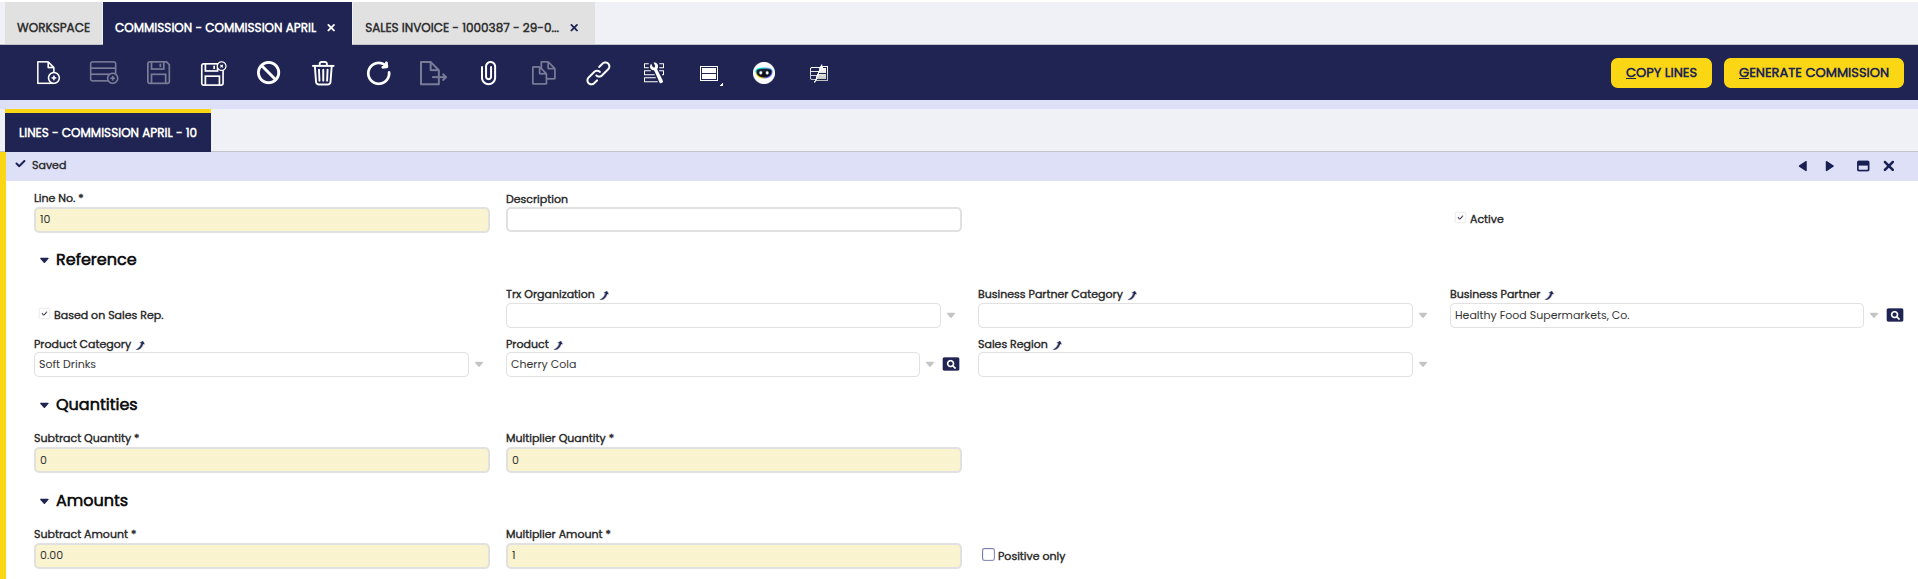 WORKSPACE COMMISSION - COMMISSION APRIL × SALES INVOICE - 1000387 - 29-0... ×
COPY LINES GENERATE COMMISSION
LINES - COMMISSION APRIL - 10
Saved
Line No. * Description
10
Active
Reference
Trx Organization Business Partner Category Business Partner
Based on Sales Rep. Healthy Food Supermarkets, Co.
Product Category Product Sales Region
Soft Drinks Cherry Cola
Quantities
Subtract Quantity * Multiplier Quantity *
0 0
Amounts
Subtract Amount * Multiplier Amount *
0.00 1 Positive only